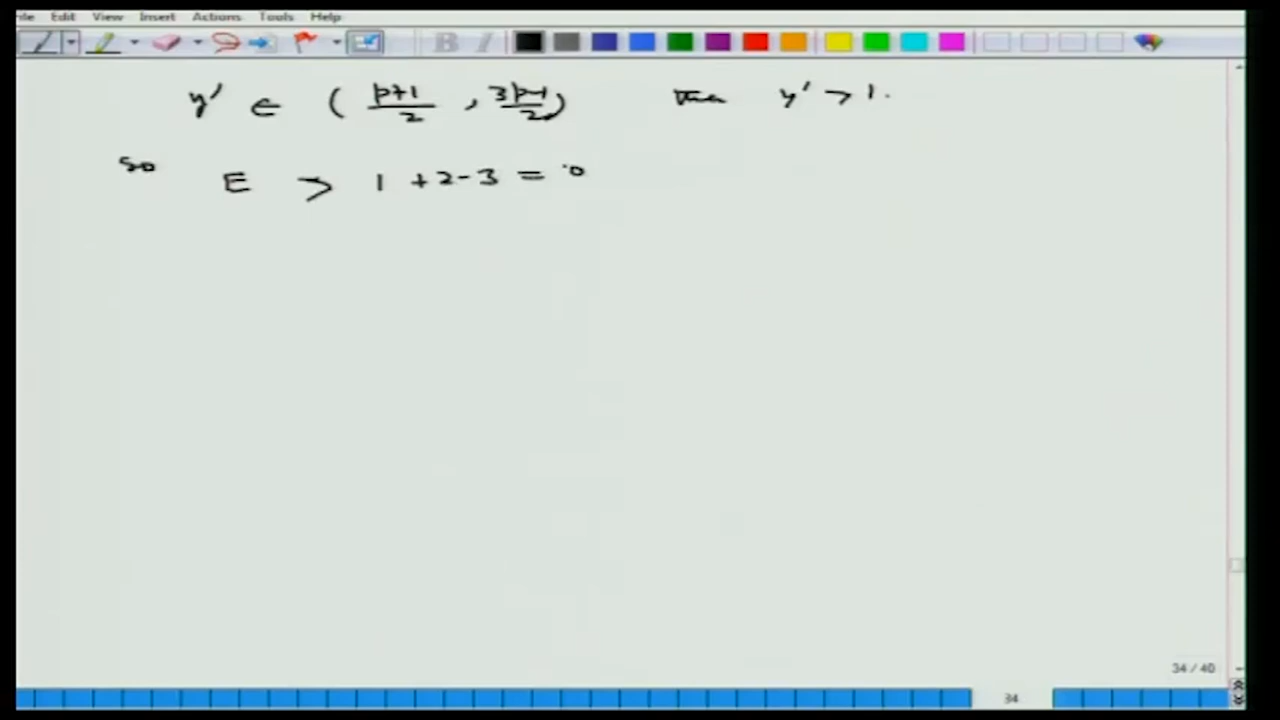 File Edit View Insert Actions Tools Help
y' ∈ ( p+1/2 , 3p-1/2 ) then y' > 1.
So E > 1 + 2 - 3 = 0
34 / 40
34